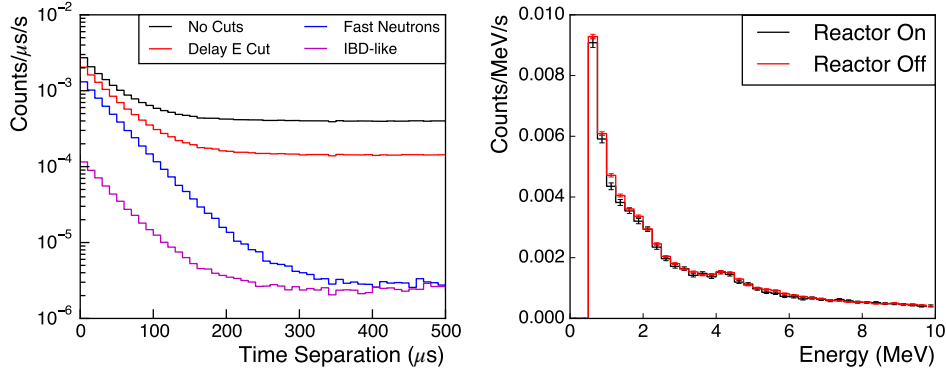 Counts/μs/s
10⁻²
10⁻³
10⁻⁴
10⁻⁵
10⁻⁶
No Cuts
Delay E Cut
Fast Neutrons
IBD-like
0 100 200 300 400 500
Time Separation (μs)
Counts/MeV/s
0.010
0.008
0.006
0.004
0.002
0.000
Reactor On
Reactor Off
0 2 4 6 8 10
Energy (MeV)